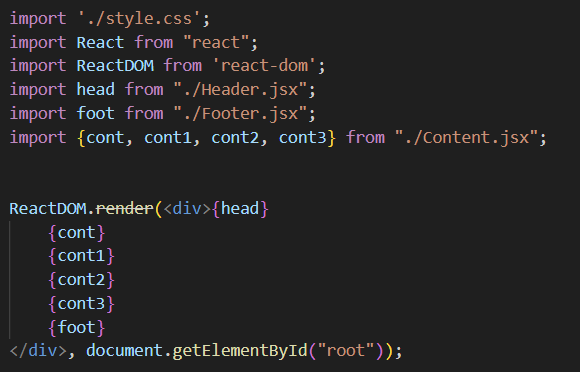 import './style.css';
import React from "react";
import ReactDOM from 'react-dom';
import head from "./Header.jsx";
import foot from "./Footer.jsx";
import {cont, cont1, cont2, cont3} from "./Content.jsx";
ReactDOM.render(<div>{head}
    {cont}
    {cont1}
    {cont2}
    {cont3}
    {foot}
</div>, document.getElementById("root"));